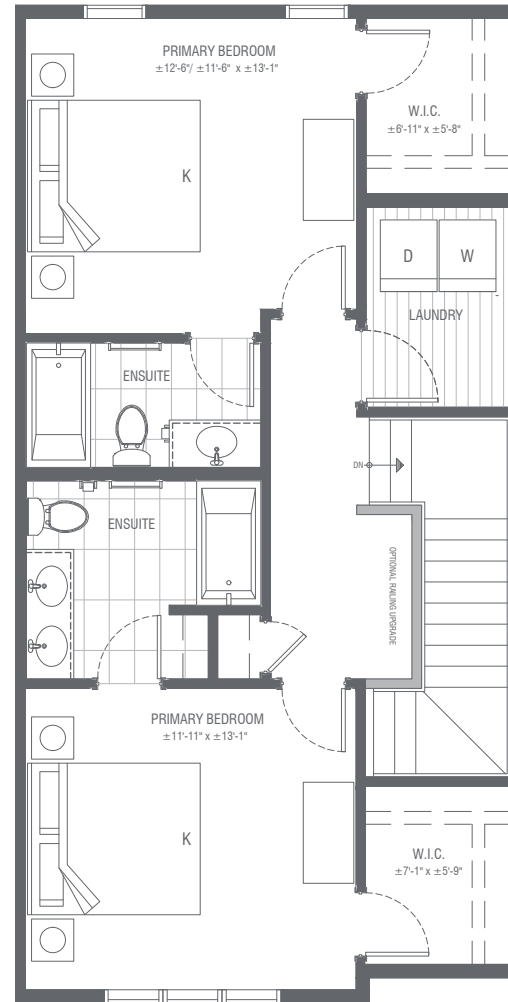 PRIMARY BEDROOM
±12'-6"/ ±11'-6" x ±13'-1"
W.I.C.
±6'-11" x ±5'-8"
K
D
W
LAUNDRY
ENSUITE
DN
ENSUITE
OPTIONAL RAILING UPGRADE
PRIMARY BEDROOM
±11'-11" x ±13'-1"
K
W.I.C.
±7'-1" x ±5'-9"